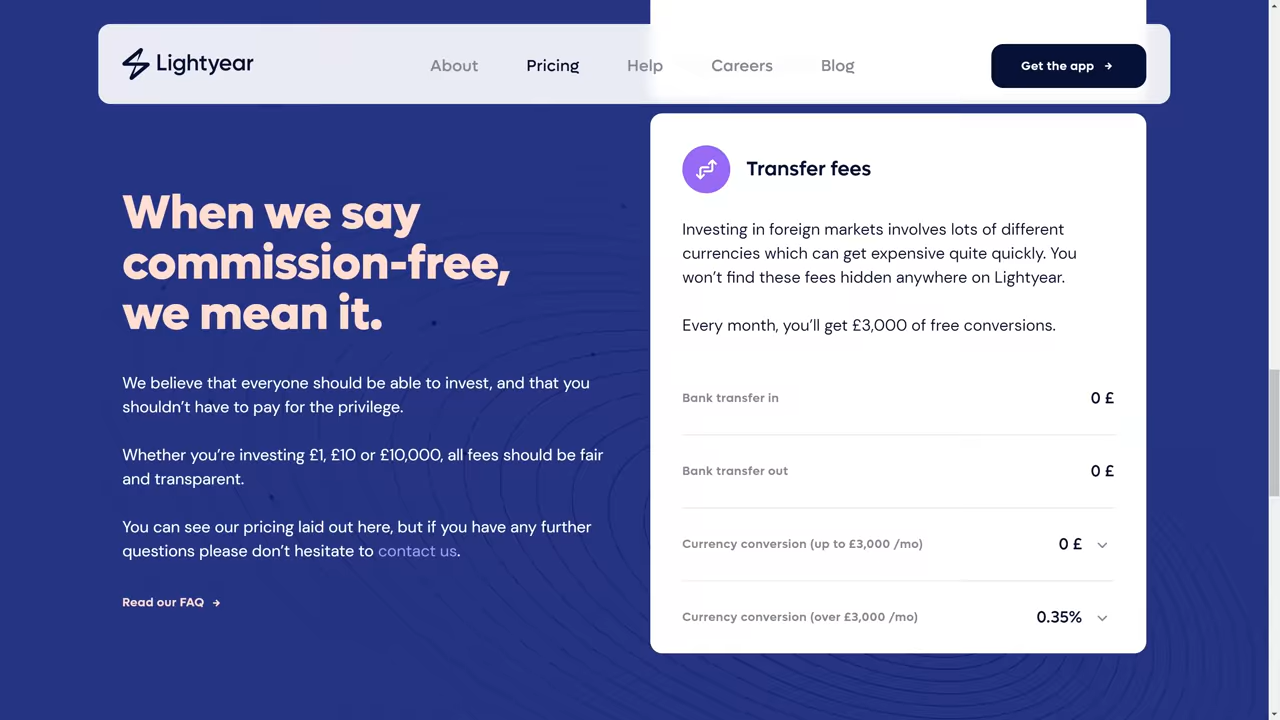 Lightyear
About
Pricing
Help
Careers
Blog
Get the app →
When we say
commission-free,
we mean it.
We believe that everyone should be able to invest, and that you
shouldn’t have to pay for the privilege.
Whether you’re investing £1, £10 or £10,000, all fees should be fair
and transparent.
You can see our pricing laid out here, but if you have any further
questions please don’t hesitate to contact us.
Read our FAQ →
Transfer fees
Investing in foreign markets involves lots of different
currencies which can get expensive quite quickly. You
won’t find these fees hidden anywhere on Lightyear.
Every month, you’ll get £3,000 of free conversions.
Bank transfer in 0 £
Bank transfer out 0 £
Currency conversion (up to £3,000 /mo) 0 £
Currency conversion (over £3,000 /mo) 0.35%